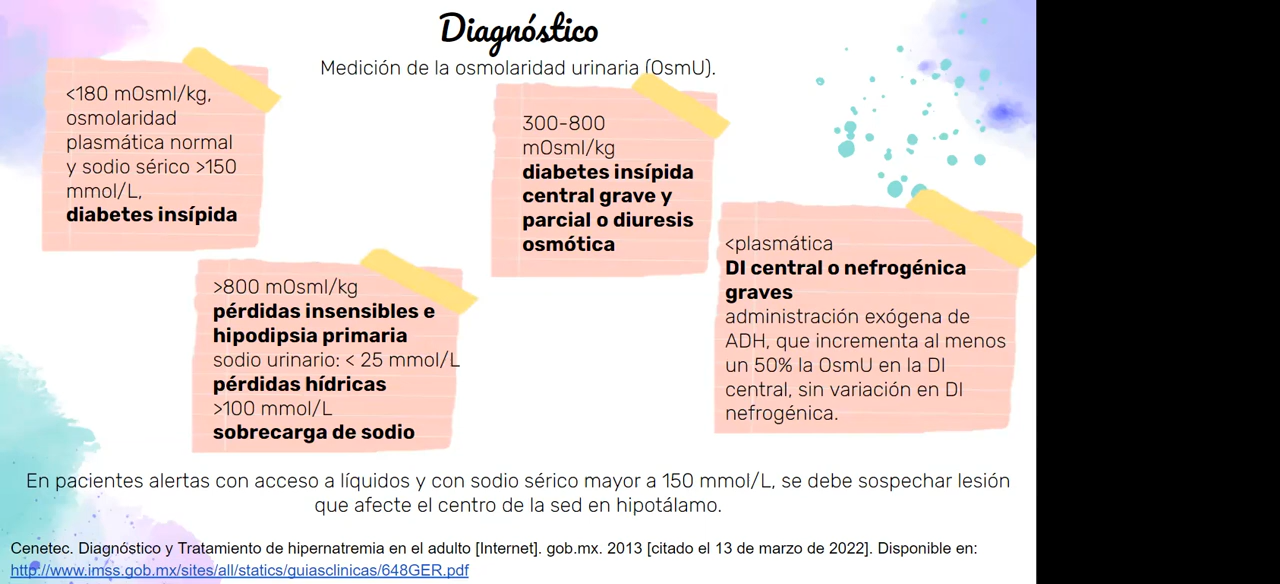 Diagnóstico
Medición de la osmolaridad urinaria (OsmU).
<180 mOsml/kg,
osmolaridad
plasmática normal
y sodio sérico >150
mmol/L,
diabetes insípida
>800 mOsml/kg
pérdidas insensibles e
hipodipsia primaria
sodio urinario: < 25 mmol/L
pérdidas hídricas
>100 mmol/L
sobrecarga de sodio
300-800
mOsml/kg
diabetes insípida
central grave y
parcial o diuresis
osmótica
<plasmática
DI central o nefrogénica
graves
administración exógena de
ADH, que incrementa al menos
un 50% la OsmU en la DI
central, sin variación en DI
nefrogénica.
En pacientes alertas con acceso a líquidos y con sodio sérico mayor a 150 mmol/L, se debe sospechar lesión
que afecte el centro de la sed en hipotálamo.
Cenetec. Diagnóstico y Tratamiento de hipernatremia en el adulto [Internet]. gob.mx. 2013 [citado el 13 de marzo de 2022]. Disponible en:
http://www.imss.gob.mx/sites/all/statics/guiasclinicas/648GER.pdf